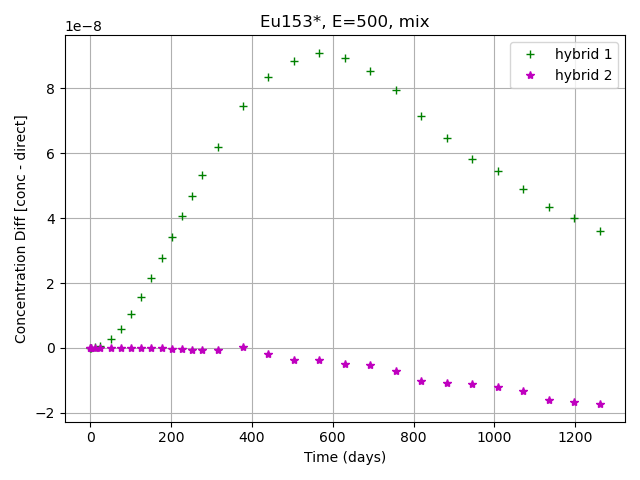 Eu153*, E=500, mix
1e−8
hybrid 1
hybrid 2
Concentration Diff [conc - direct]
8
6
4
2
0
−2
0 200 400 600 800 1000 1200
Time (days)